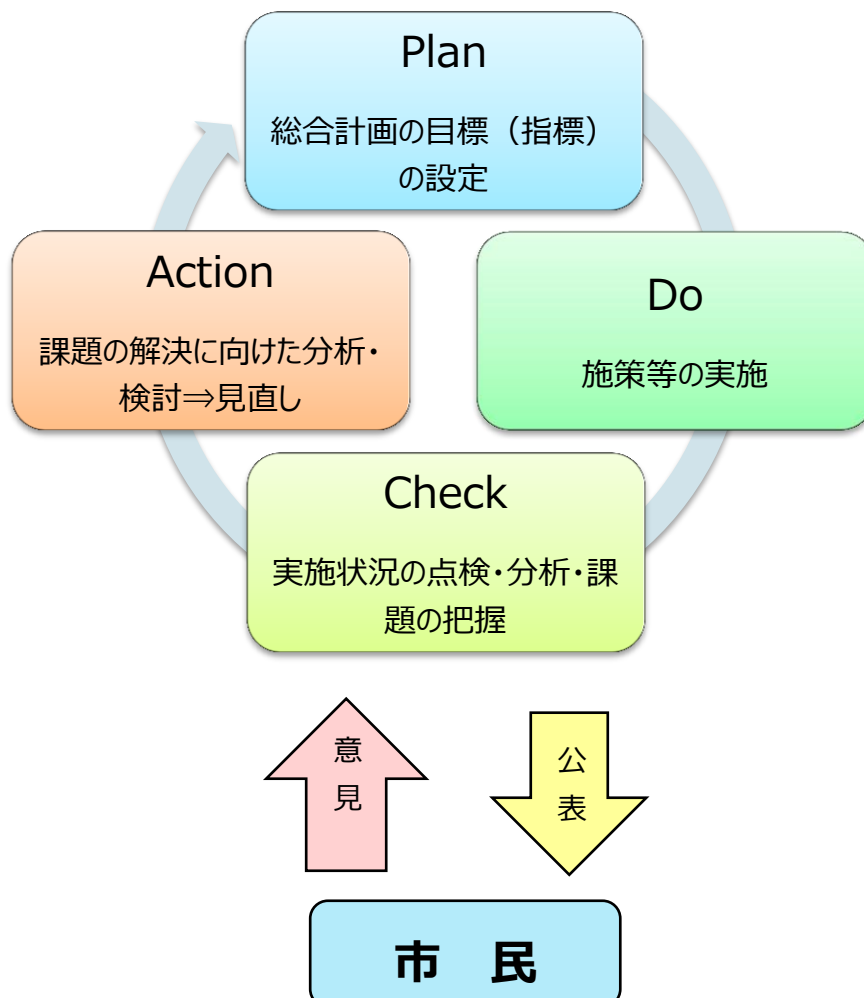 Plan
総合計画の目標（指標）
の設定
Action
課題の解決に向けた分析・
検討⇒見直し
Do
施策等の実施
Check
実施状況の点検・分析・課
題の把握
意
見
公
表
市　民